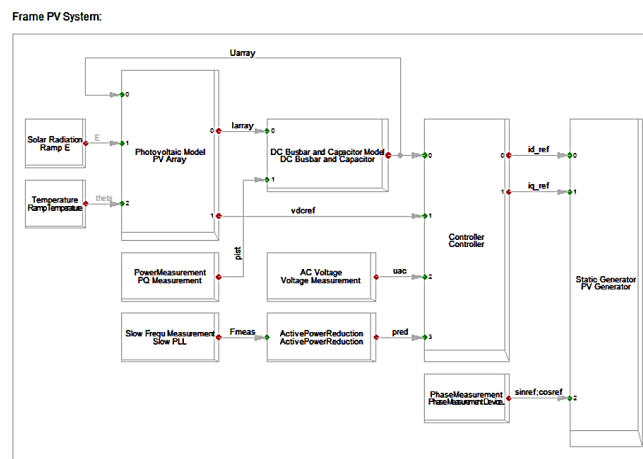 Frame PV System:
Uarray
0
Solar Radiation
Ramp E
E
1
Photovoltaic Model
PV Array
0
Iarray
0
DC Busbar and Capacitor Model
DC Busbar and Capacitor
0
0
id_ref
0
Temperature
RampTemperature
theta
2
1
1
iq_ref
1
1
vdcref
1
Controller
Controller
pist
PowerMeasurement
PQ Measurement
AC Voltage
Voltage Measurement
uac
2
Static Generator
PV Generator
Slow Frequ Measurement
Slow PLL
Fmeas
ActivePowerReduction
ActivePowerReduction
pred
3
PhaseMeasurement
PhaseMeasurementDevice..
sinref;cosref
2